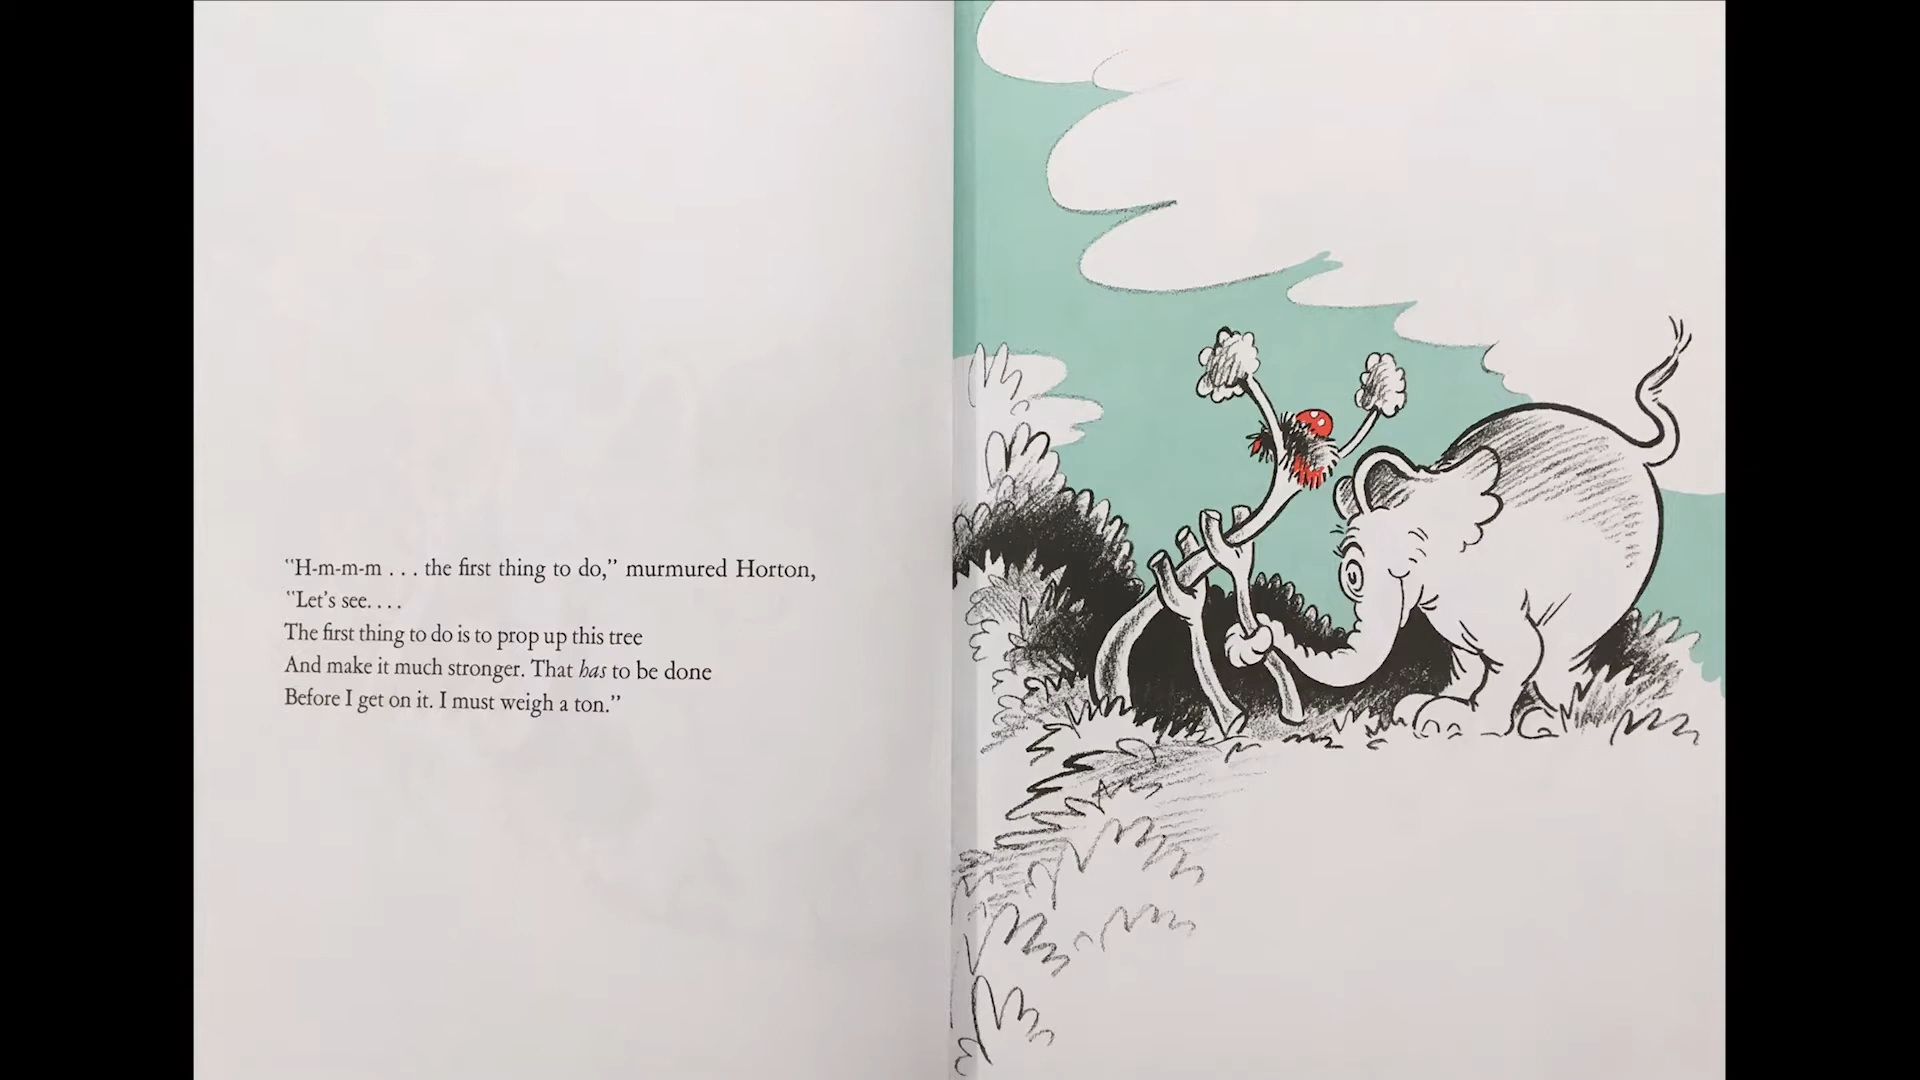 "H-m-m-m . . . the first thing to do," murmured Horton,
"Let's see. . . .
The first thing to do is to prop up this tree
And make it much stronger. That has to be done
Before I get on it. I must weigh a ton."